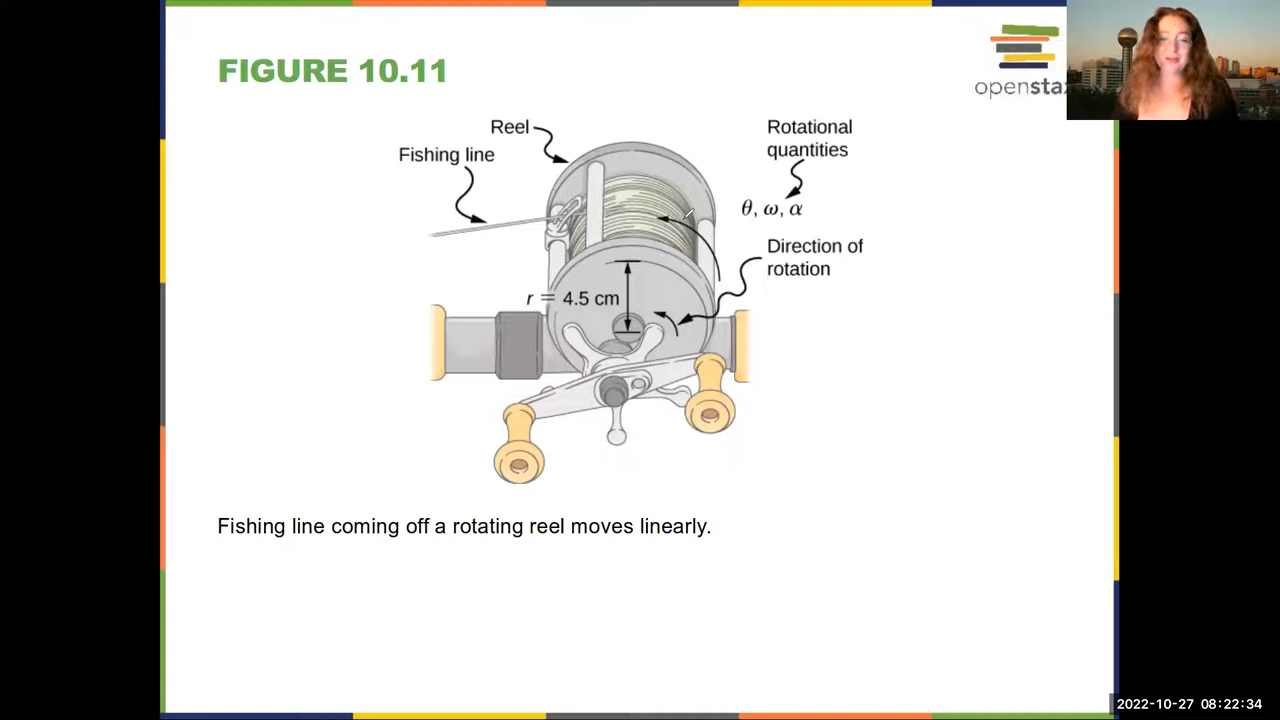 FIGURE 10.11
openstax
Reel
Fishing line
Rotational
quantities
θ, ω, α
Direction of
rotation
r = 4.5 cm
Fishing line coming off a rotating reel moves linearly.
2022-10-27 08:22:34